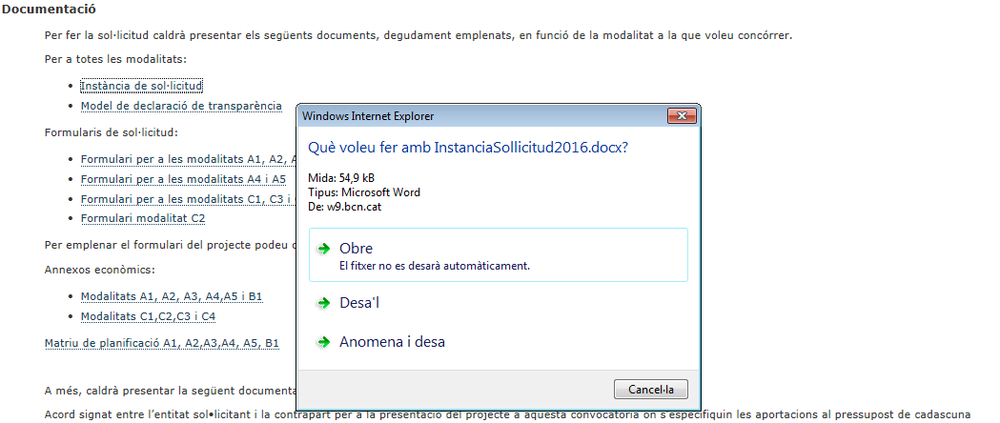 Documentació
Per fer la sol·licitud caldrà presentar els següents documents, degudament emplenats, en funció de la modalitat a la que voleu concórrer.
Per a totes les modalitats:
Instància de sol·licitud
Model de declaració de transparència
Formularis de sol·licitud:
Formulari per a les modalitats A1, A2,
Formulari per a les modalitats A4 i A5
Formulari per a les modalitats C1, C3 i
Formulari modalitat C2
Per emplenar el formulari del projecte podeu
Annexos econòmics:
Modalitats A1, A2, A3, A4,A5 i B1
Modalitats C1,C2,C3 i C4
Matriu de planificació A1, A2,A3,A4, A5, B1
A més, caldrà presentar la següent
Acord signat entre l'entitat sol•licitant i la contrapart per a la presentació del projecte a aquesta convocatòria on s'especifiquin les aportacions al pressupost de cadascuna
Windows Internet Explorer
Què voleu fer amb InstanciaSollicitud2016.docx?
Mida: 54,9 kB
Tipus: Microsoft Word
De: w9.bcn.cat
Obre
El fitxer no es desarà automàticament.
Desa'l
Anomena i desa
Cancel·la